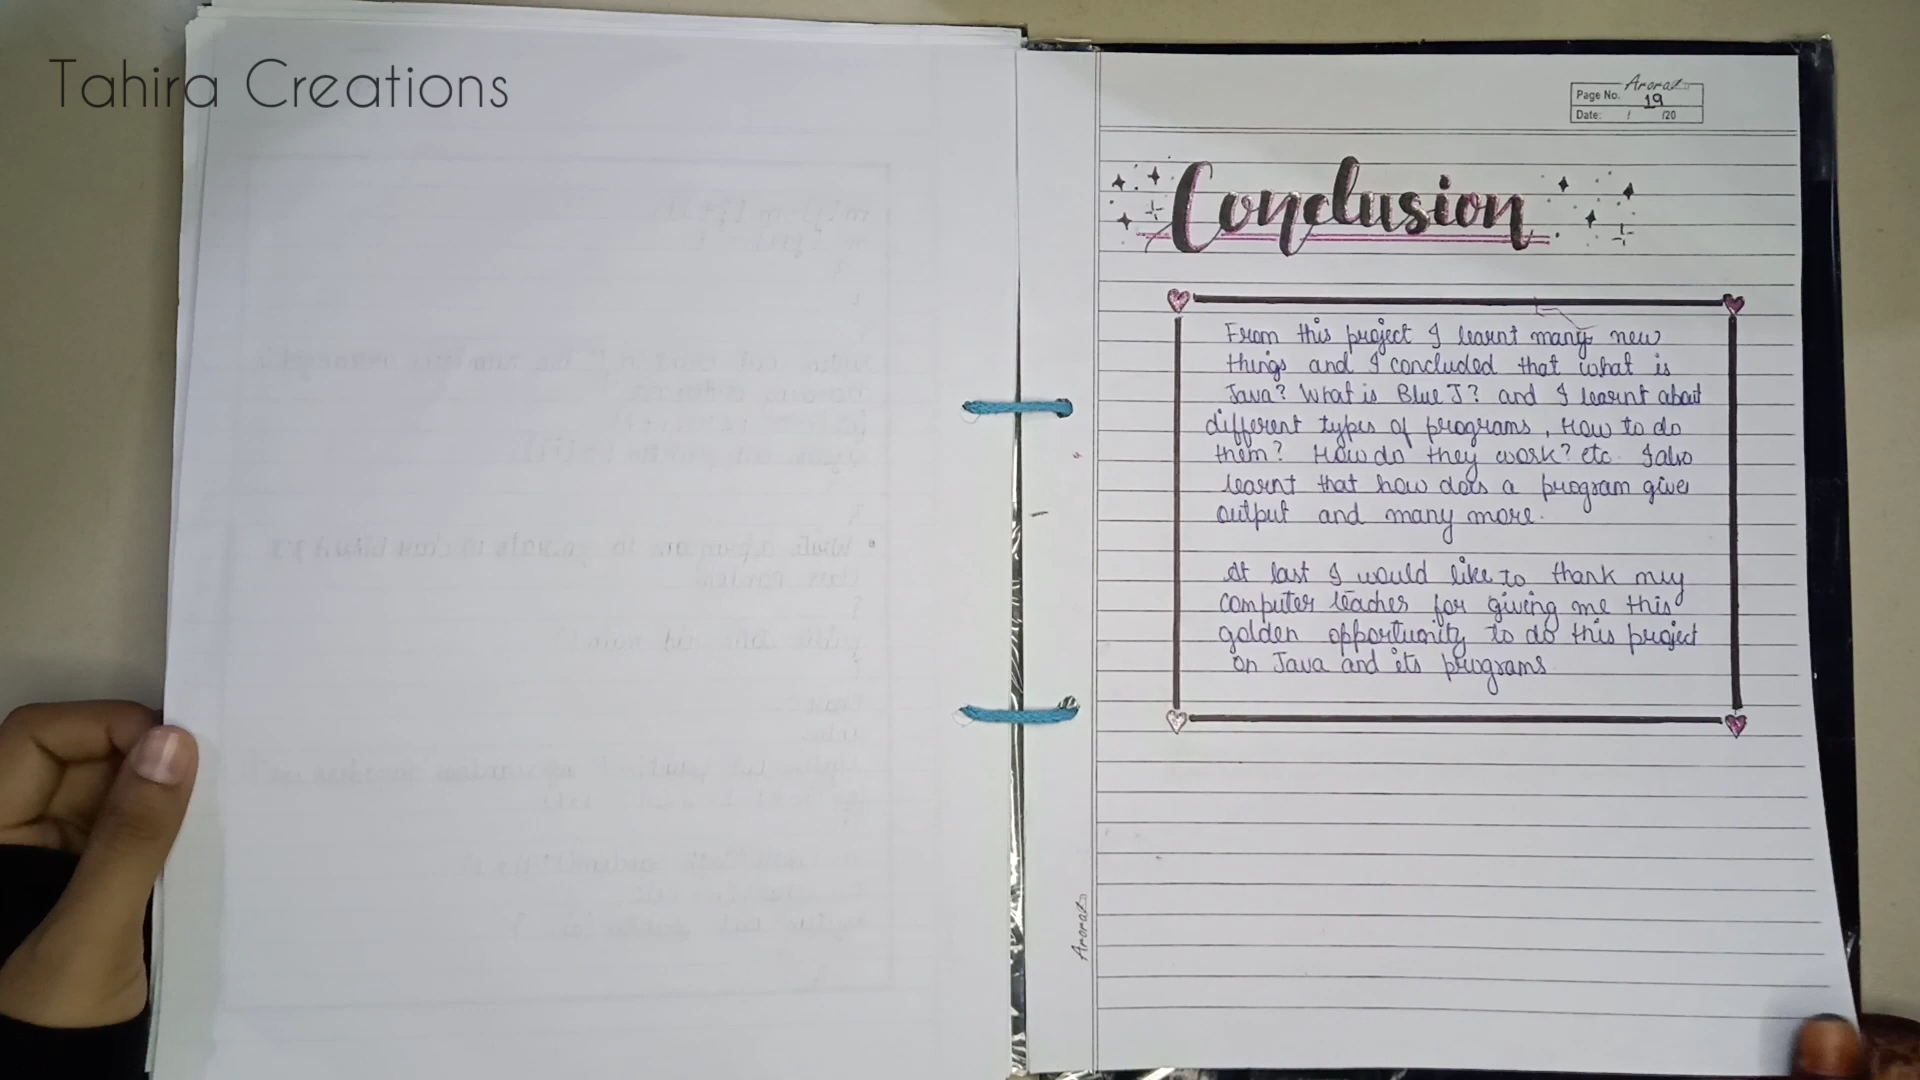 Tahira Creations
Arora
Page No. 19
Date: / /20
Conclusion
From this project I learnt many new
things and I concluded that what is
Java? What is Blue J? and I learnt about
different types of programs, How to do
them? How do they work? etc. I also
learnt that how does a program give
output and many more.
At last I would like to thank my
computer teacher for giving me this
golden opportunity to do this project
on Java and its programs
Arora